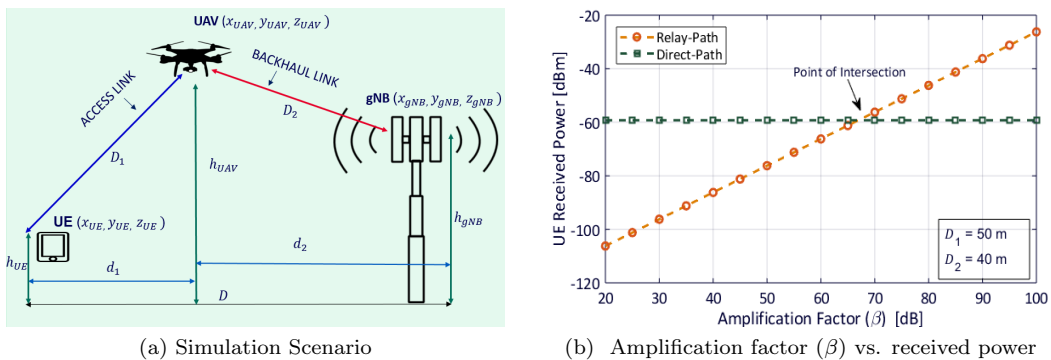 UAV (x_UAV, y_UAV, z_UAV)
ACCESS LINK
BACKHAUL LINK
D_1
D_2
gNB (x_gNB, y_gNB, z_gNB)
h_UAV
UE (x_UE, y_UE, z_UE)
h_gNB
h_UE
d_1
d_2
D
(a) Simulation Scenario
UE Received Power [dBm]
-20
-40
-60
-80
-100
-120
Relay-Path
Direct-Path
Point of Intersection
D_1 = 50 m
D_2 = 40 m
20 30 40 50 60 70 80 90 100
Amplification Factor (β) [dB]
(b) Amplification factor (β) vs. received power